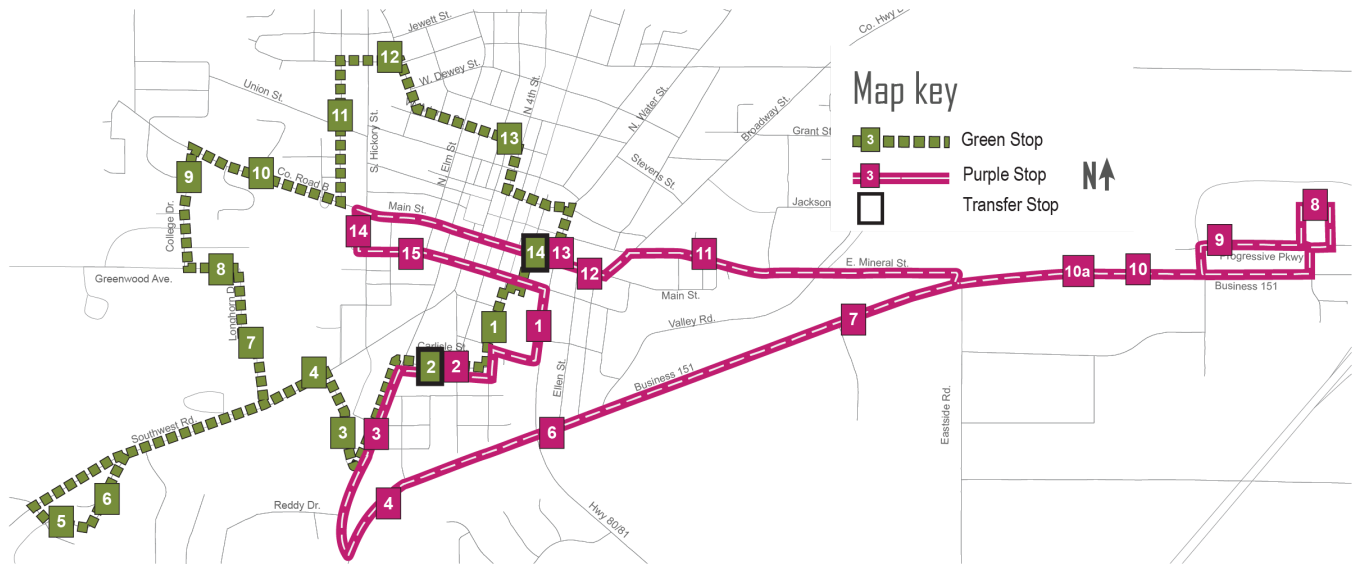 Jewett St.
Co. Hwy
12
W. Dewey St.
Union St.
N 4th St.
N. Water St.
Map key
11
Broadway St.
13
Grant St
3
Green Stop
S. Hickory St.
N. Elm St
Stevens St.
9
10
Co. Road B
3
Purple Stop
N
Main St.
Jackson
Transfer Stop
8
College Dr.
14
15
14
13
11
9
Progressive Pkwy
8
Greenwood Ave.
12
E. Mineral St.
10a
10
Business 151
Longhorn D
Main St.
Valley Rd.
7
1
1
7
Carlisle St.
4
2
2
Ellen St.
Business 151
Eastside Rd.
Southwest Rd.
3
3
6
6
5
4
Reddy Dr.
Hwy 80/81